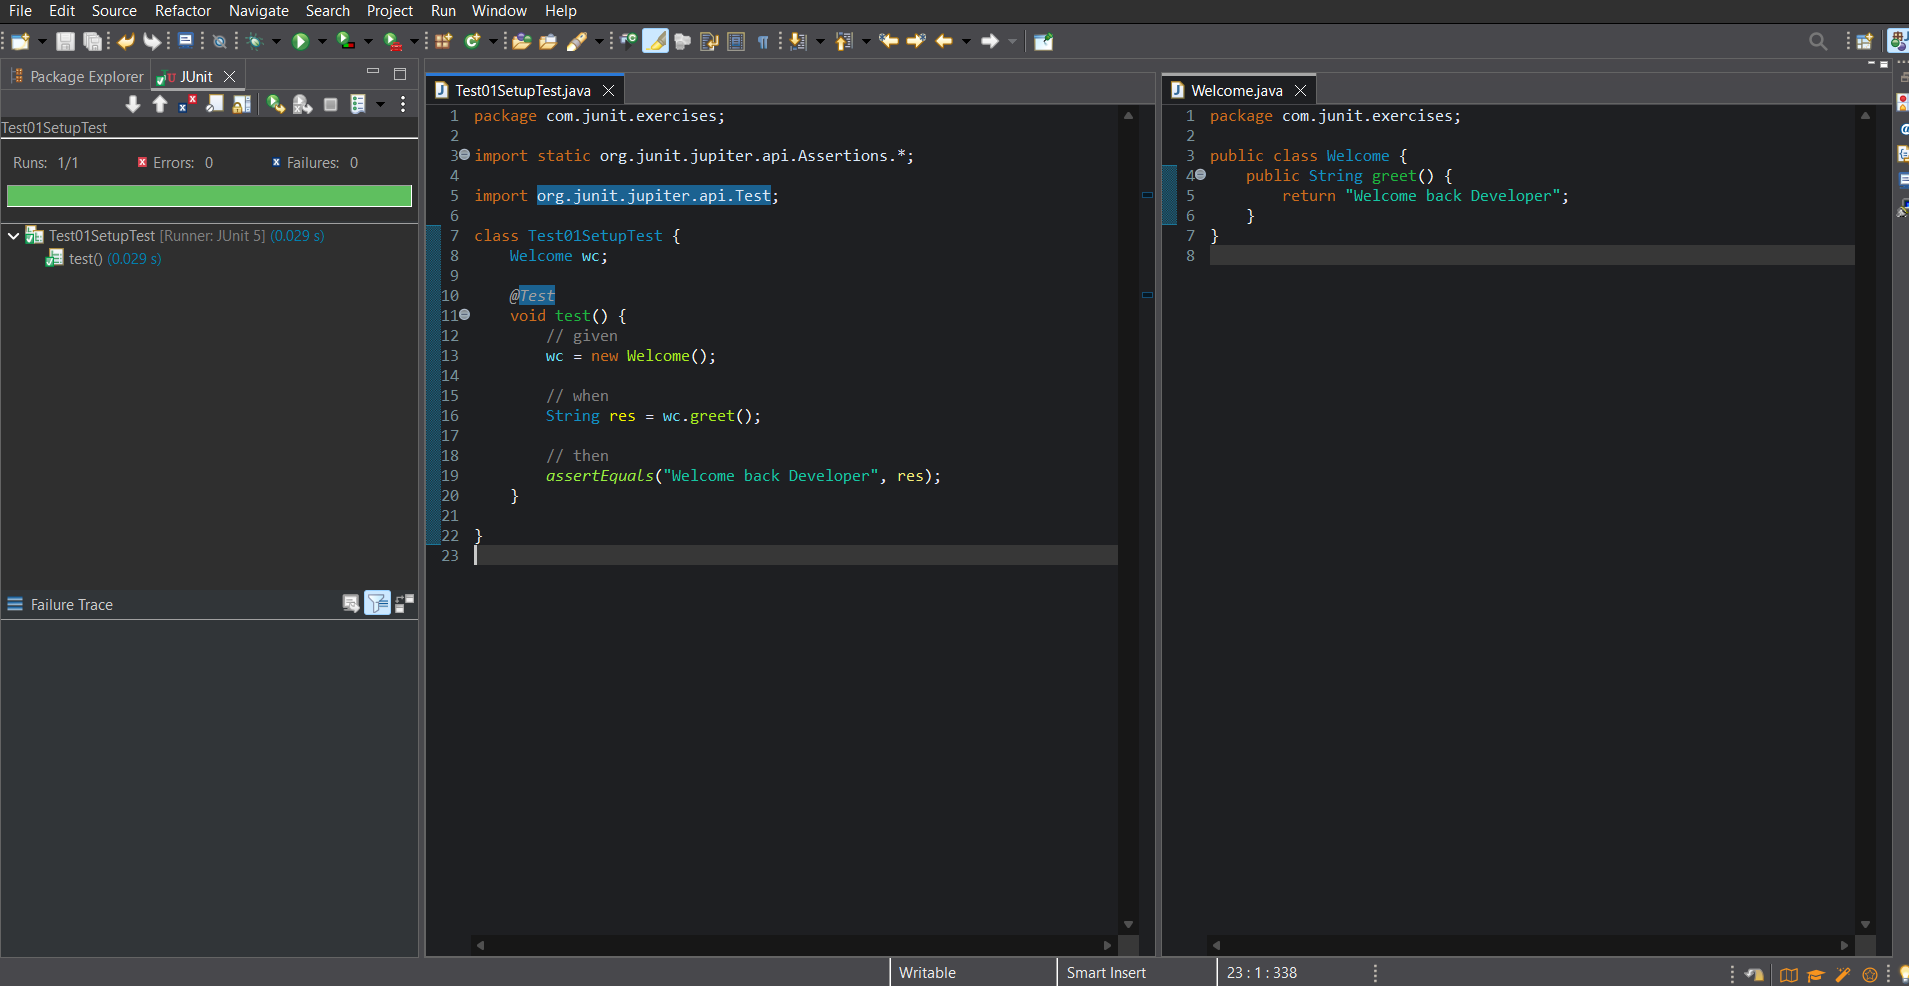 File Edit Source Refactor Navigate Search Project Run Window Help
Package Explorer JUnit
Test01SetupTest
Runs: 1/1 Errors: 0 Failures: 0
Test01SetupTest [Runner: JUnit 5] (0.029 s)
test() (0.029 s)
Failure Trace
Test01SetupTest.java
1 package com.junit.exercises;
2
3 import static org.junit.jupiter.api.Assertions.*;
4
5 import org.junit.jupiter.api.Test;
6
7 class Test01SetupTest {
8 Welcome wc;
9
10 @Test
11 void test() {
12 // given
13 wc = new Welcome();
14
15 // when
16 String res = wc.greet();
17
18 // then
19 assertEquals("Welcome back Developer", res);
20 }
21
22 }
23
Welcome.java
1 package com.junit.exercises;
2
3 public class Welcome {
4 public String greet() {
5 return "Welcome back Developer";
6 }
7 }
8
Writable Smart Insert 23 : 1 : 338